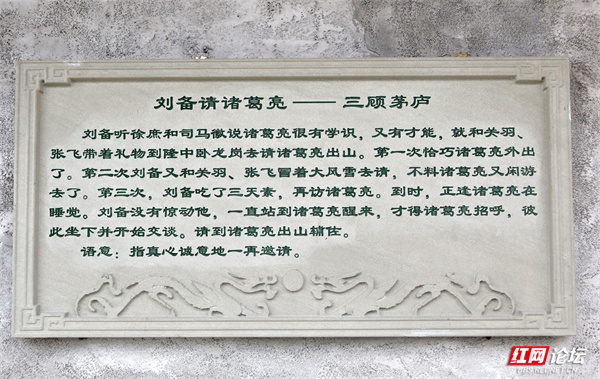 刘备请诸葛亮——三顾茅庐
刘备听徐庶和司马徽说诸葛亮很有学识，又有才能，就和关羽、
张飞带着礼物到隆中卧龙岗去请诸葛亮出山。第一次恰巧诸葛亮外出
了。第二次刘备又和关羽、张飞冒着大风雪去请，不料诸葛亮又闲游
去了。第三次，刘备吃了三天素，再访诸葛亮。到时，正逢诸葛亮在
睡觉。刘备没有惊动他，一直站到诸葛亮醒来，才得诸葛亮招呼，彼
此坐下并开始交谈。请到诸葛亮出山辅佐。
语意：指真心诚意地一再邀请。
红网论坛
BBS.REDNET.CN